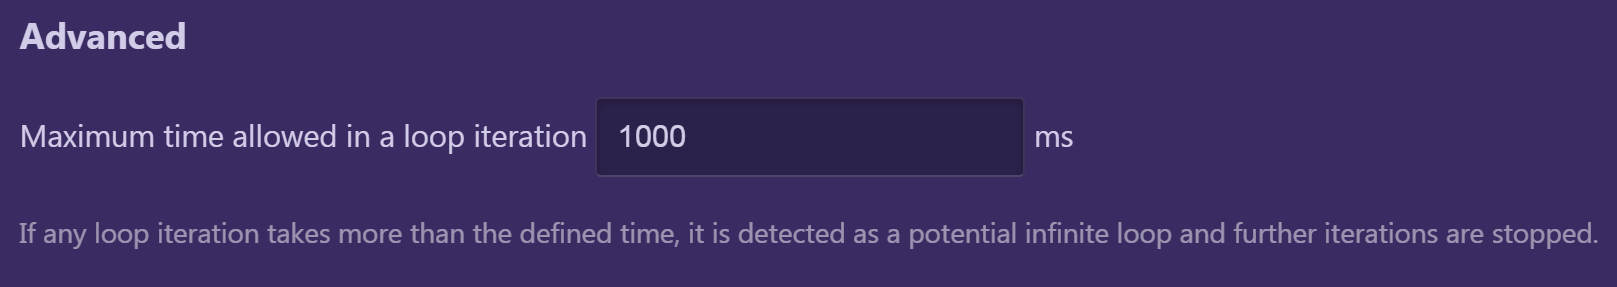 Advanced
Maximum time allowed in a loop iteration 1000 ms
If any loop iteration takes more than the defined time, it is detected as a potential infinite loop and further iterations are stopped.